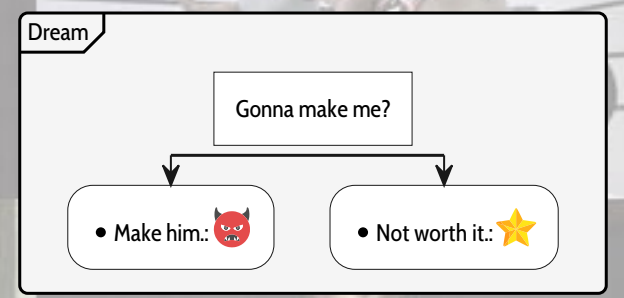 Dream
Gonna make me?
• Make him.: 👿
• Not worth it.: ⭐